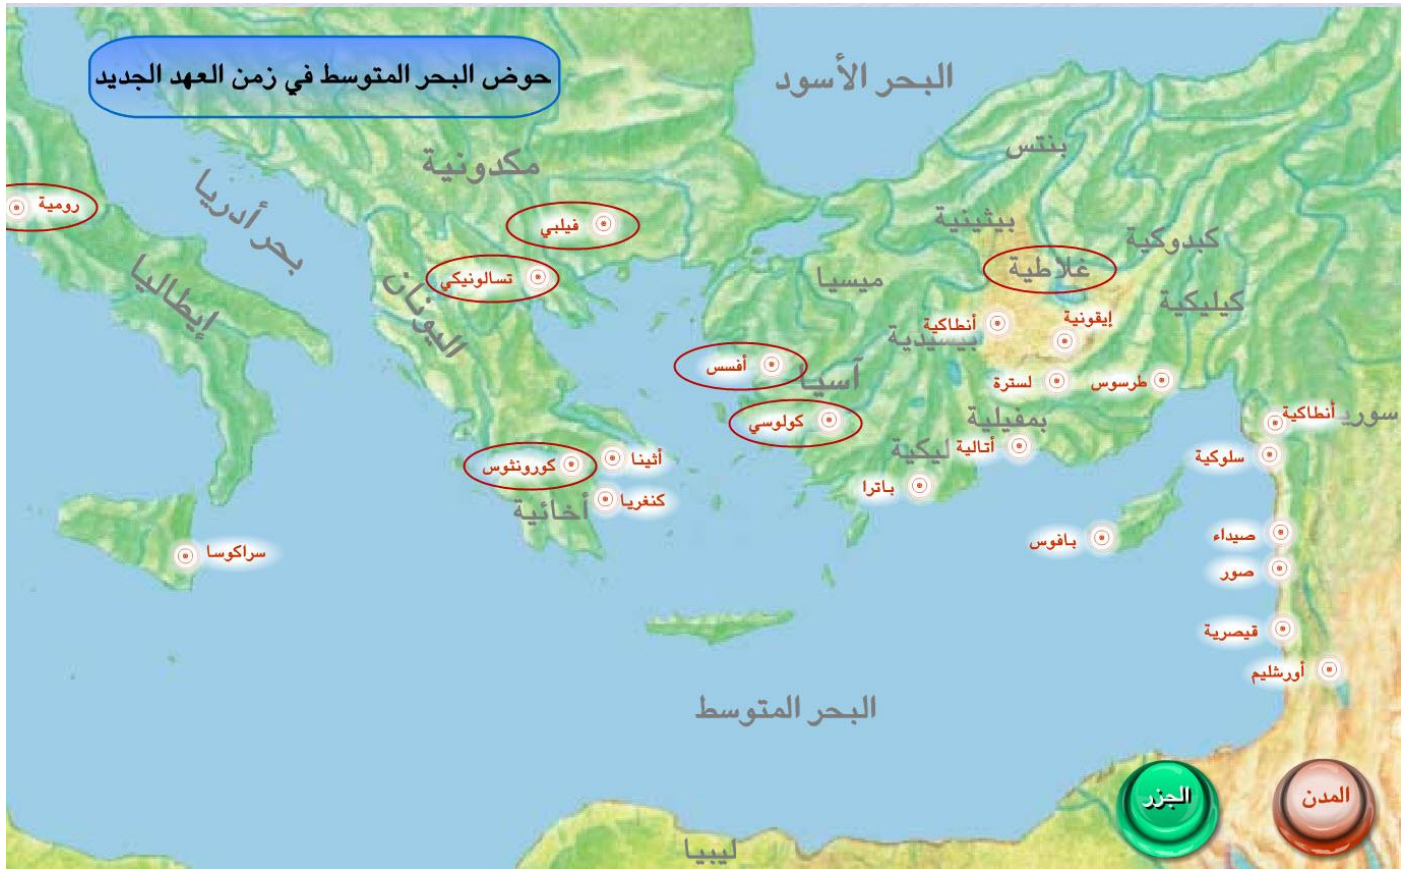 حوض البحر المتوسط في زمن العهد الجديد
البحر الأسود
بنتس
مكدونية
بحر أدريا
رومية
فيلبي
بيثينية
كبدوكية
غلاطية
تسالونيكي
ميسيا
كيليكية
إيطاليا
اليونان
أنطاكية
إيقونية
بيسيدية
أفسس
آسيا
لسترة
طرسوس
كولوسي
بمفيلية
أنطاكية
سوريا
أتالية
ليكية
سلوكية
أثينا
كورونثوس
باترا
كنغريا
أخائية
بافوس
صيداء
سراكوسا
صور
قيصرية
أورشليم
البحر المتوسط
الجزر
المدن
ليبيا